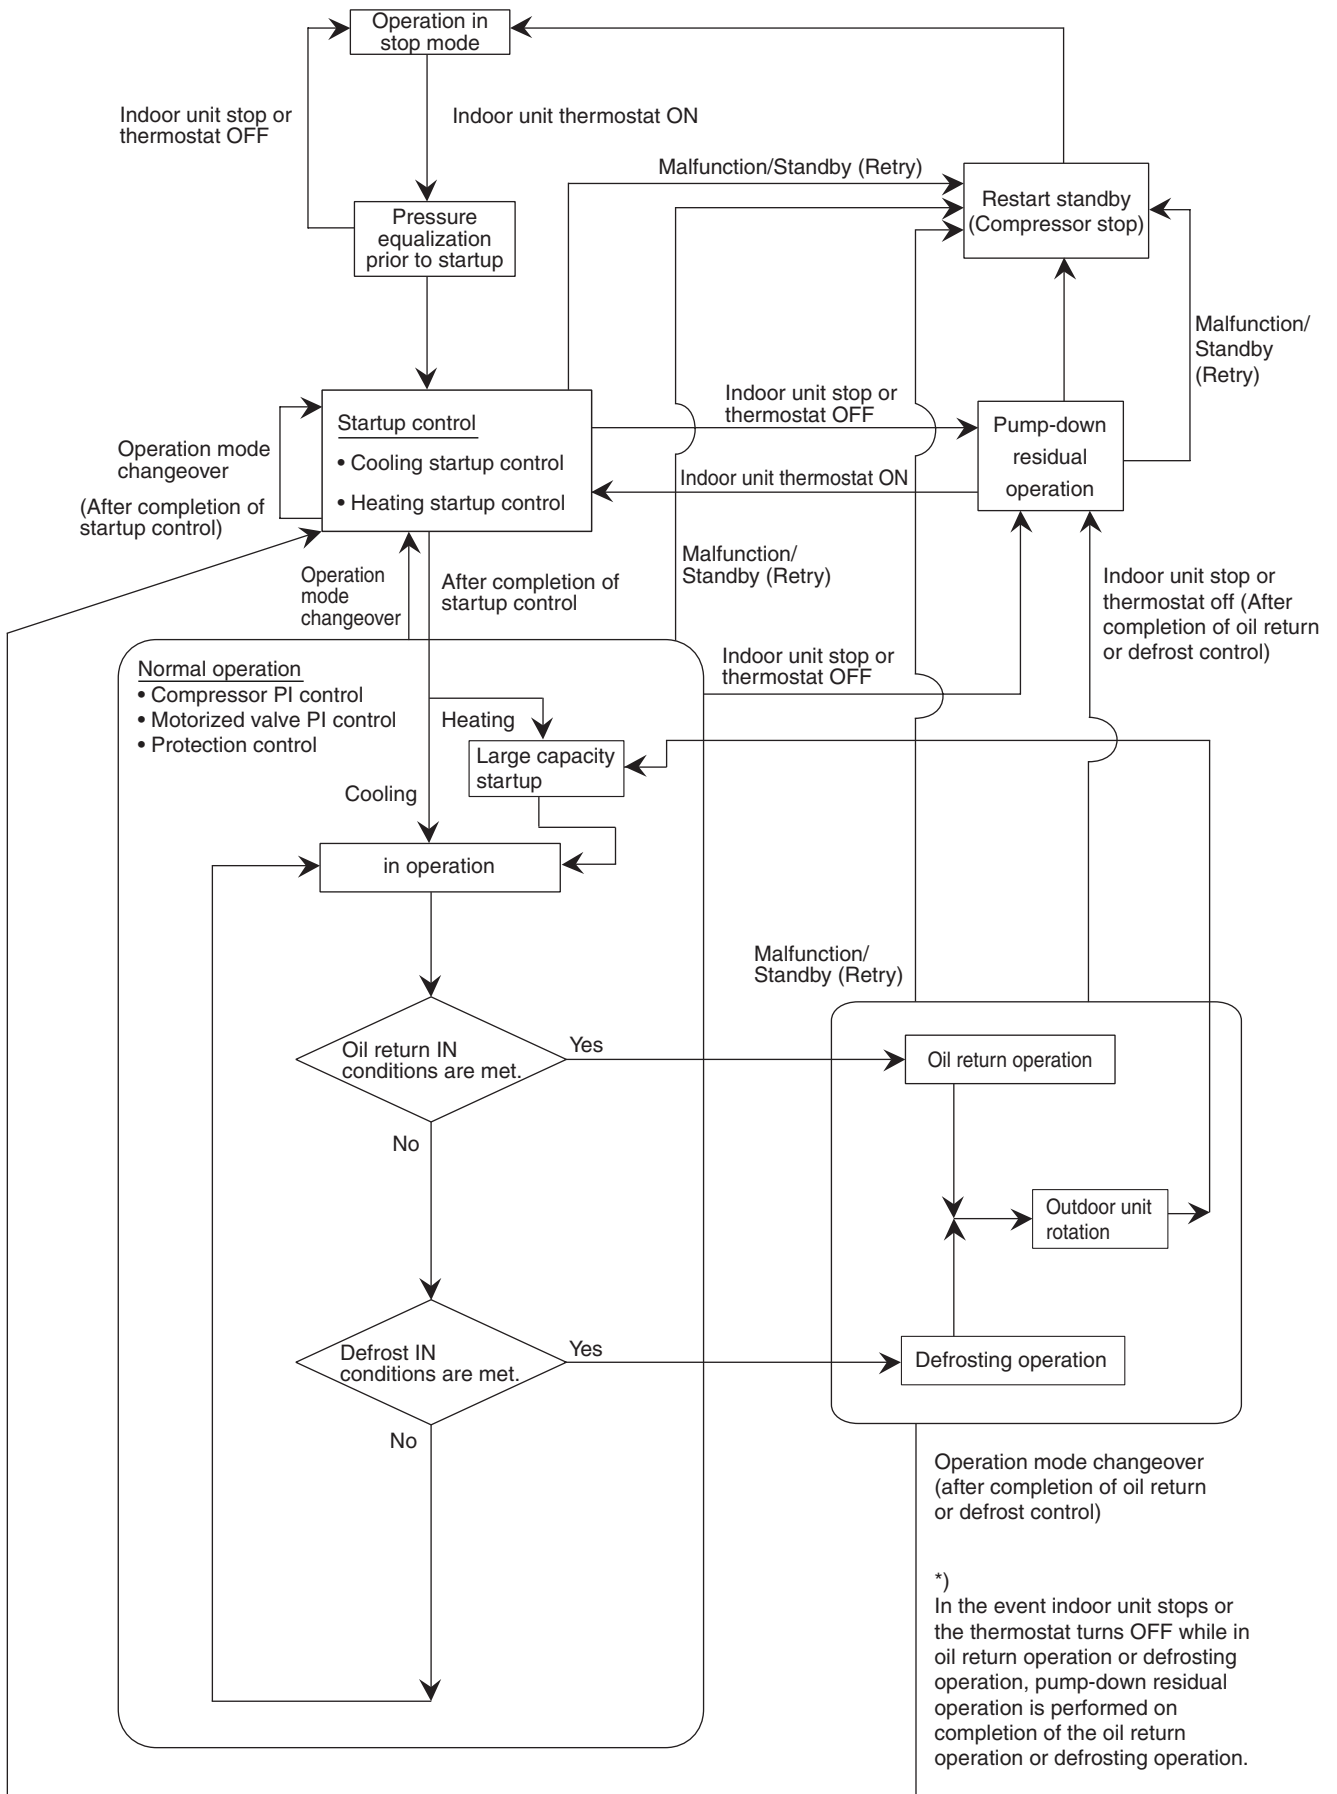 Operation in
stop mode
Indoor unit stop or
thermostat OFF
Indoor unit thermostat ON
Malfunction/Standby (Retry)
Restart standby
(Compressor stop)
Pressure
equalization
prior to startup
Malfunction/
Standby
(Retry)
Indoor unit stop or
thermostat OFF
Startup control
• Cooling startup control
• Heating startup control
Operation mode
changeover
(After completion of
startup control)
Pump-down
residual
operation
Indoor unit thermostat ON
Operation
mode
changeover
After completion of
startup control
Malfunction/
Standby (Retry)
Indoor unit stop or
thermostat off (After
completion of oil return
or defrost control)
Normal operation
• Compressor PI control
• Motorized valve PI control
• Protection control
Indoor unit stop or
thermostat OFF
Heating
Large capacity
startup
Cooling
in operation
Malfunction/
Standby (Retry)
Oil return IN
conditions are met.
Yes
Oil return operation
No
Outdoor unit
rotation
Defrost IN
conditions are met.
Yes
Defrosting operation
No
Operation mode changeover
(after completion of oil return
or defrost control)
*)
In the event indoor unit stops or
the thermostat turns OFF while in
oil return operation or defrosting
operation, pump-down residual
operation is performed on
completion of the oil return
operation or defrosting operation.